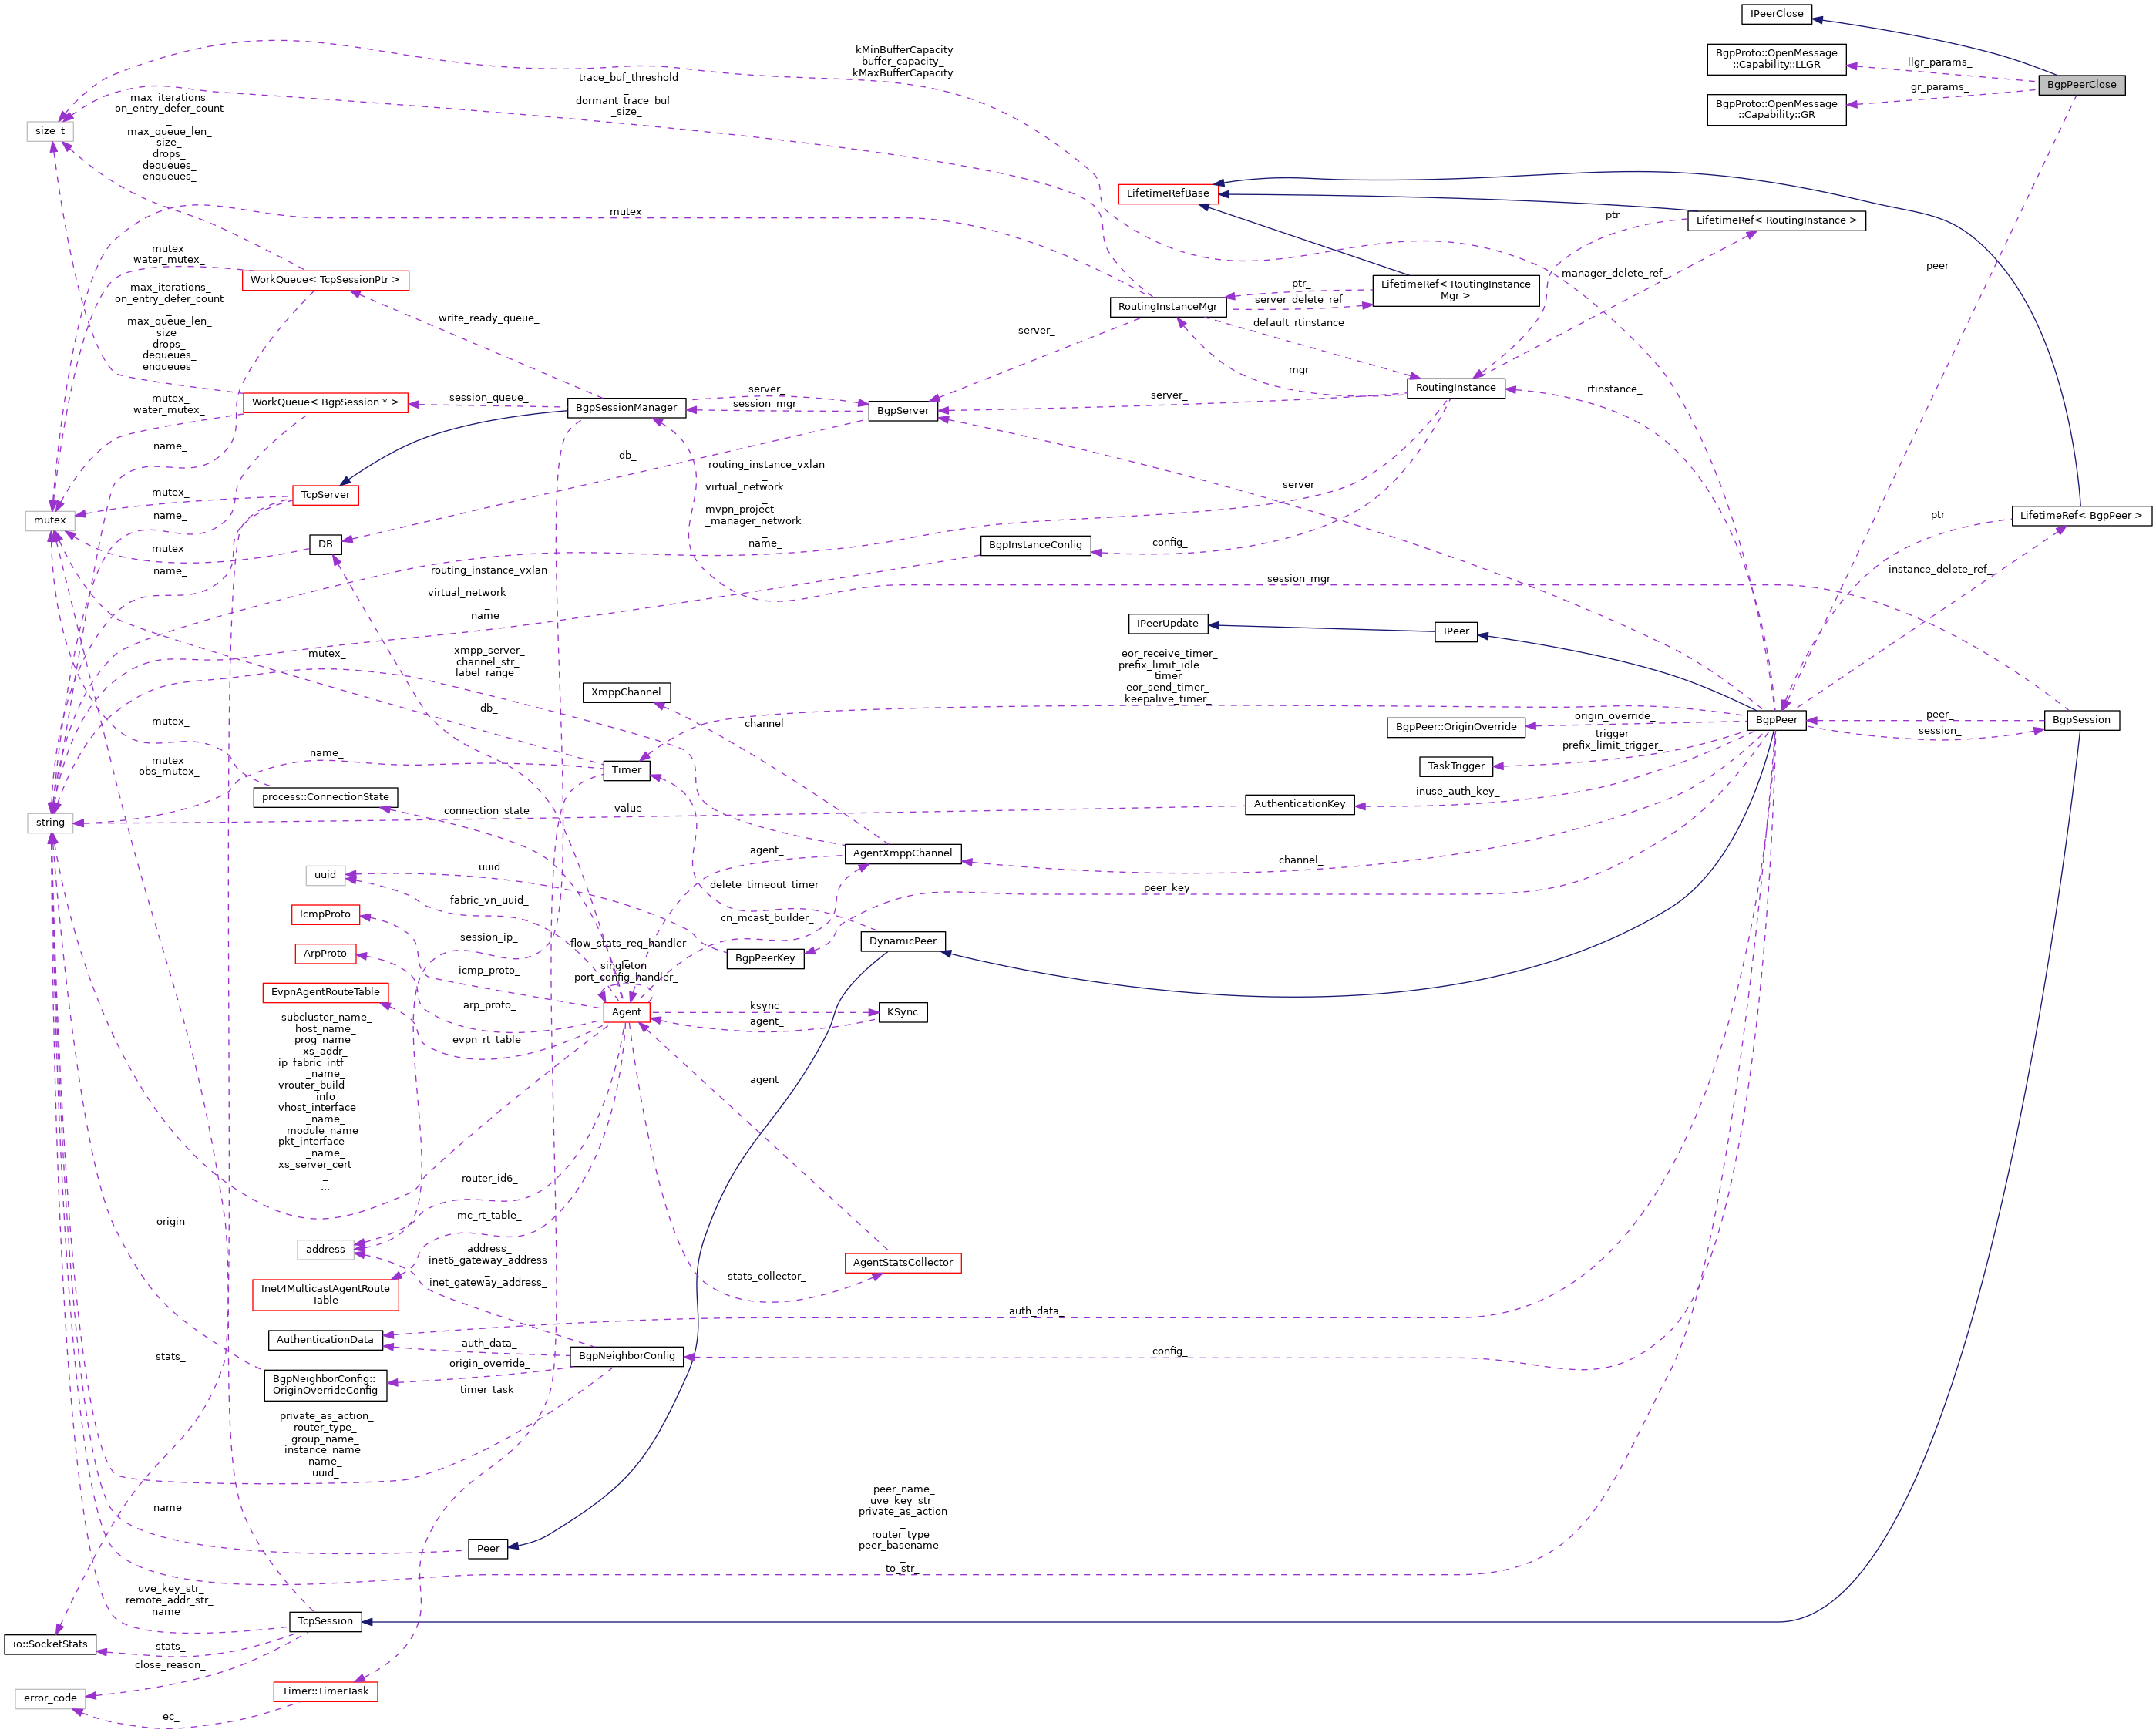 IPeerClose
kMinBufferCapacity
buffer_capacity_
kMaxBufferCapacity
BgpProto::OpenMessage
::Capability::LLGR
llgr_params_
BgpPeerClose
gr_params_
BgpProto::OpenMessage
::Capability::GR
trace_buf_threshold
_
dormant_trace_buf
_size_
max_iterations_
on_entry_defer_count
_
max_queue_len_
size_
drops_
dequeues_
enqueues_
size_t
LifetimeRefBase
mutex_
ptr_
LifetimeRef< RoutingInstance >
mutex_
water_mutex_
WorkQueue< TcpSessionPtr >
manager_delete_ref_
peer_
max_iterations_
on_entry_defer_count
_
max_queue_len_
size_
drops_
dequeues_
enqueues_
write_ready_queue_
RoutingInstanceMgr
ptr_
server_delete_ref_
LifetimeRef< RoutingInstance
Mgr >
default_rtinstance_
server_
mgr_
RoutingInstance
rtinstance_
mutex_
water_mutex_
WorkQueue< BgpSession * >
session_queue_
BgpSessionManager
server_
session_mgr_
BgpServer
server_
name_
db_
routing_instance_vxlan
_
virtual_network
_
mvpn_project
_manager_network
_
name_
server_
mutex_
TcpServer
name_
mutex
mutex_
DB
BgpInstanceConfig
config_
ptr_
LifetimeRef< BgpPeer >
name_
routing_instance_vxlan
_
virtual_network
_
name_
session_mgr_
instance_delete_ref_
IPeerUpdate
IPeer
mutex_
xmpp_server_
channel_str_
label_range_
eor_receive_timer_
prefix_limit_idle
_timer_
eor_send_timer_
keepalive_timer_
XmppChannel
db_
channel_
mutex_
BgpPeer::OriginOverride
origin_override_
BgpPeer
peer_
session_
BgpSession
name_
mutex_
obs_mutex_
Timer
trigger_
prefix_limit_trigger_
TaskTrigger
process::ConnectionState
inuse_auth_key_
connection_state_
value
AuthenticationKey
string
agent_
AgentXmppChannel
channel_
uuid
uuid
delete_timeout_timer_
peer_key_
fabric_vn_uuid_
IcmpProto
cn_mcast_builder_
session_ip_
flow_stats_req_handler
_
singleton_
port_config_handler_
DynamicPeer
ArpProto
BgpPeerKey
icmp_proto_
EvpnAgentRouteTable
arp_proto_
Agent
ksync_
agent_
KSync
evpn_rt_table_
subcluster_name_
host_name_
prog_name_
xs_addr_
ip_fabric_intf
_name_
vrouter_build
_info_
vhost_interface
_name_
module_name_
pkt_interface
_name_
xs_server_cert
_
...
agent_
router_id6_
origin
mc_rt_table_
address
address_
inet6_gateway_address
_
inet_gateway_address_
AgentStatsCollector
stats_collector_
Inet4MulticastAgentRoute
Table
auth_data_
AuthenticationData
auth_data_
BgpNeighborConfig
config_
stats_
origin_override_
BgpNeighborConfig::
OriginOverrideConfig
timer_task_
private_as_action_
router_type_
group_name_
instance_name_
name_
uuid_
name_
Peer
peer_name_
uve_key_str_
private_as_action
_
router_type_
peer_basename
_
to_str_
uve_key_str_
remote_addr_str_
name_
TcpSession
io::SocketStats
stats_
close_reason_
error_code
Timer::TimerTask
ec_